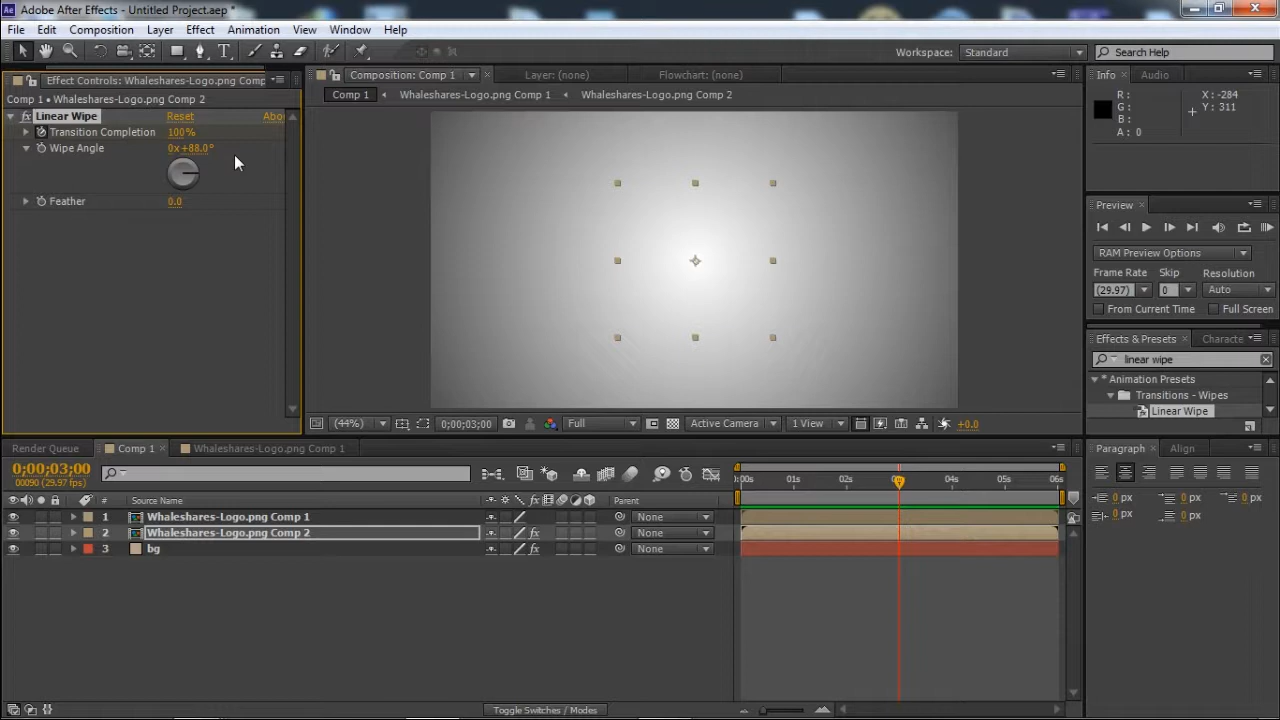 Adobe After Effects - Untitled Project.aep *
File Edit Composition Layer Effect Animation View Window Help
Workspace: Standard Search Help
Effect Controls: Whaleshares-Logo.png Comp
Comp 1 • Whaleshares-Logo.png Comp 2
fx Linear Wipe Reset Abo
Transition Completion 100%
Wipe Angle 0x+88.0°
Feather 0.0
Composition: Comp 1 Layer: (none) Flowchart: (none)
Comp 1 Whaleshares-Logo.png Comp 1 Whaleshares-Logo.png Comp 2
(44%) 0;00;03;00 Full Active Camera 1 View +0.0
Info Audio
R: X: -284
G: Y: 311
B:
A: 0
Preview
RAM Preview Options
Frame Rate Skip Resolution
(29.97) 0 Auto
From Current Time Full Screen
Effects & Presets Characte
linear wipe
* Animation Presets
Transitions - Wipes
Linear Wipe
Paragraph Align
0 px 0 px 0 px
0 px 0 px
Render Queue Comp 1 Whaleshares-Logo.png Comp 1
0;00;03;00
00090 (29.97 fps)
# Source Name Parent
1 Whaleshares-Logo.png Comp 1 None
2 Whaleshares-Logo.png Comp 2 fx None
3 bg None
01s 02s 04s 05s 06s
Toggle Switches / Modes